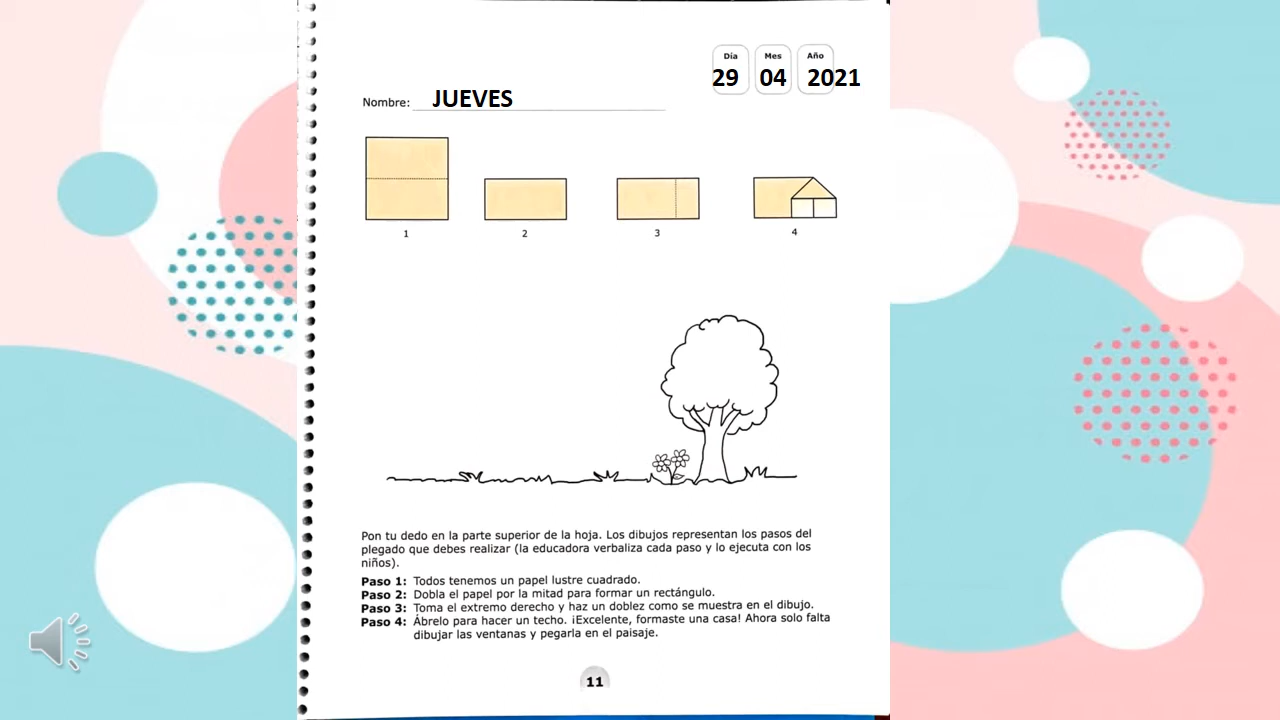 Día Mes Año
29 04 2021
Nombre: JUEVES
1 2 3 4
Pon tu dedo en la parte superior de la hoja. Los dibujos representan los pasos del
plegado que debes realizar (la educadora verbaliza cada paso y lo ejecuta con los
niños).
Paso 1: Todos tenemos un papel lustre cuadrado.
Paso 2: Dobla el papel por la mitad para formar un rectángulo.
Paso 3: Toma el extremo derecho y haz un doblez como se muestra en el dibujo.
Paso 4: Ábrelo para hacer un techo. ¡Excelente, formaste una casa! Ahora solo falta
dibujar las ventanas y pegarla en el paisaje.
11